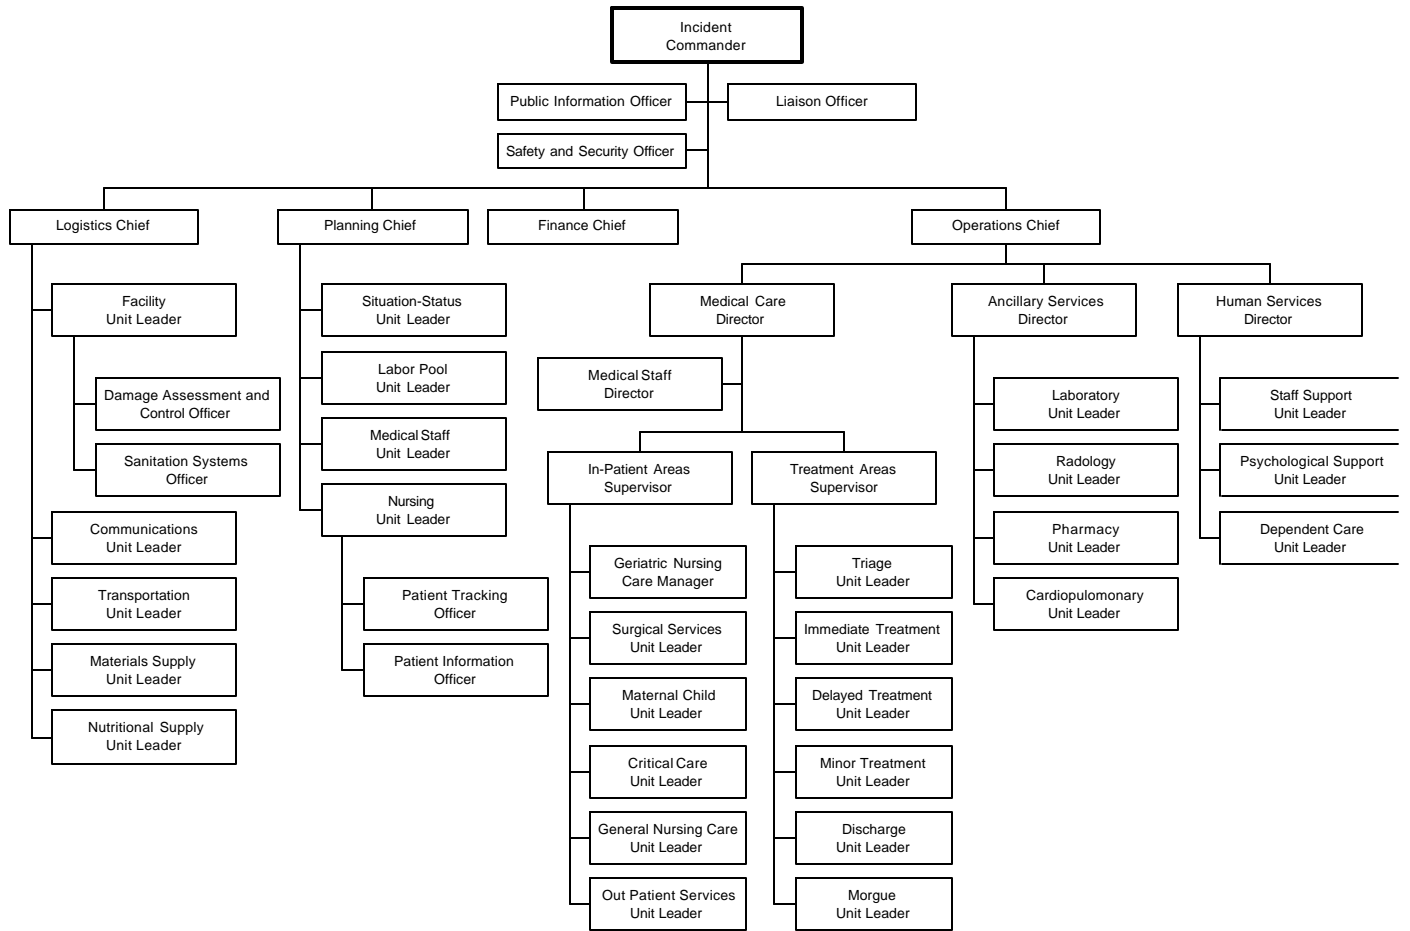 Incident
Commander
Public Information Officer
Liaison Officer
Safety and Security Officer
Logistics Chief
Planning Chief
Finance Chief
Operations Chief
Facility
Unit Leader
Damage Assessment and
Control Officer
Sanitation Systems
Officer
Communications
Unit Leader
Transportation
Unit Leader
Materials Supply
Unit Leader
Nutritional Supply
Unit Leader
Situation-Status
Unit Leader
Labor Pool
Unit Leader
Medical Staff
Unit Leader
Nursing
Unit Leader
Patient Tracking
Officer
Patient Information
Officer
Medical Care
Director
Medical Staff
Director
In-Patient Areas
Supervisor
Geriatric Nursing
Care Manager
Surgical Services
Unit Leader
Maternal Child
Unit Leader
Critical Care
Unit Leader
General Nursing Care
Unit Leader
Out Patient Services
Unit Leader
Treatment Areas
Supervisor
Triage
Unit Leader
Immediate Treatment
Unit Leader
Delayed Treatment
Unit Leader
Minor Treatment
Unit Leader
Discharge
Unit Leader
Morgue
Unit Leader
Ancillary Services
Director
Laboratory
Unit Leader
Radology
Unit Leader
Pharmacy
Unit Leader
Cardiopulomonary
Unit Leader
Human Services
Director
Staff Support
Unit Leader
Psychological Support
Unit Leader
Dependent Care
Unit Leader